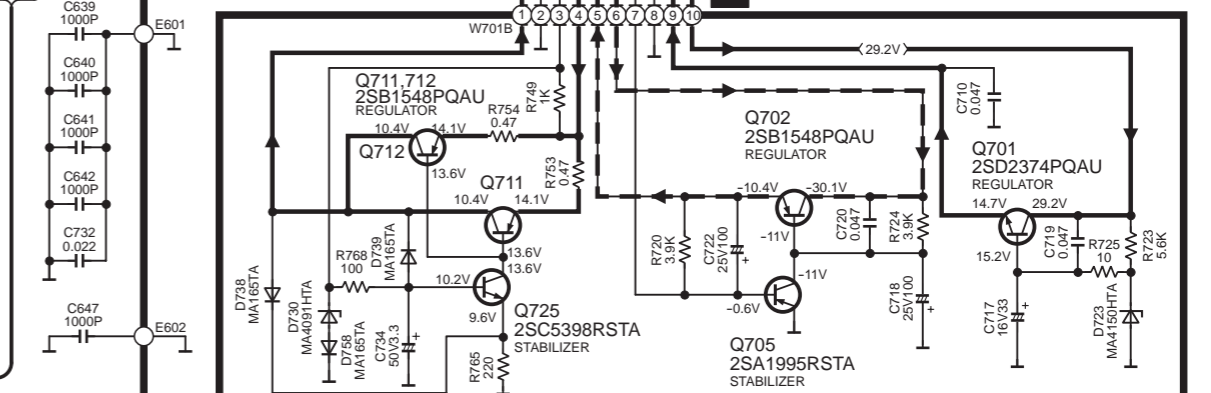 C639
1000P
E601
C640
1000P
C641
1000P
C642
1000P
C732
0.022
C647
1000P
E602
W701B
1 2 3 4 5 6 7 8 9 10
29.2V
Q711,712
2SB1548PQAU
REGULATOR
R749
1K
R754
0.47
10.4V
14.1V
Q712
13.6V
R753
0.47
Q711
10.4V
14.1V
13.6V
13.6V
R768
100
D739
MA165TA
10.2V
9.6V
Q725
2SC5398RSTA
STABILIZER
D738
MA165TA
D730
MA4091HTA
D758
MA165TA
C734
50V3.3
R765
220
Q702
2SB1548PQAU
REGULATOR
−10.4V
−30.1V
−11V
R720
3.9K
C722
25V100
+
C720
0.047
R724
3.9K
−11V
−0.6V
C718
25V100
+
Q705
2SA1995RSTA
STABILIZER
C710
0.047
Q701
2SD2374PQAU
REGULATOR
14.7V
29.2V
15.2V
C719
0.047
R725
10
R723
5.6K
C717
16V33
+
D723
MA4150HTA